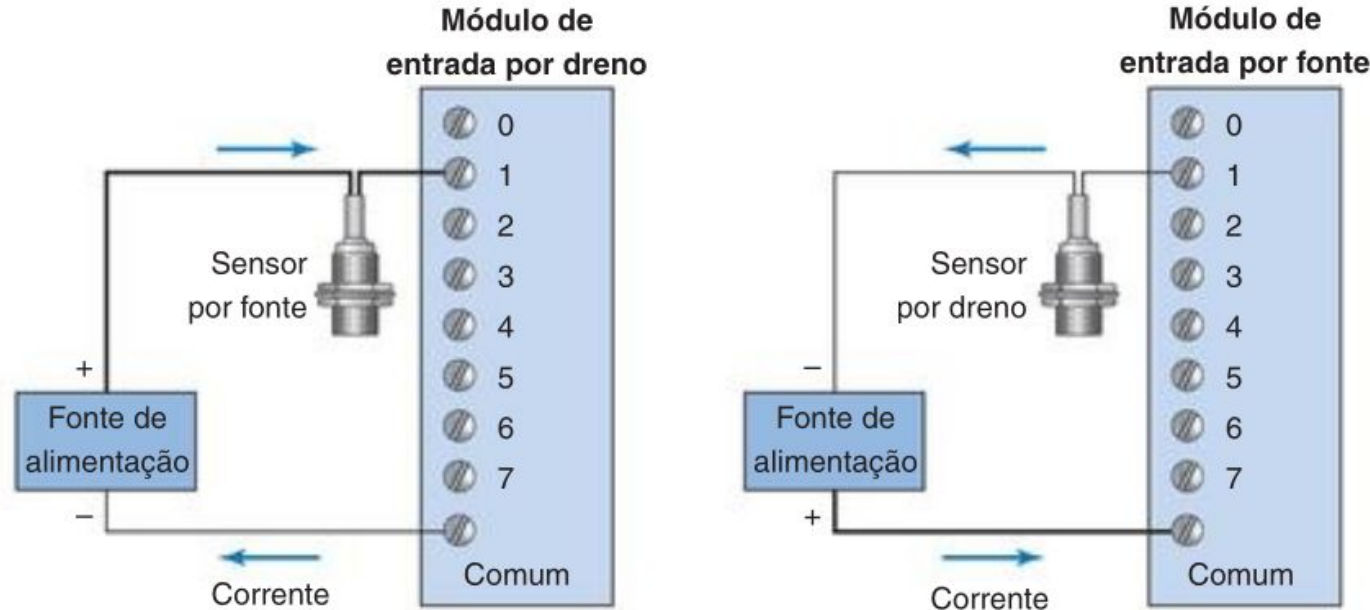 Módulo de
entrada por dreno
0
1
2
3
4
5
6
7
Comum
Sensor
por fonte
+
Fonte de
alimentação
–
Corrente
Módulo de
entrada por fonte
0
1
2
3
4
5
6
7
Comum
Sensor
por dreno
–
Fonte de
alimentação
+
Corrente